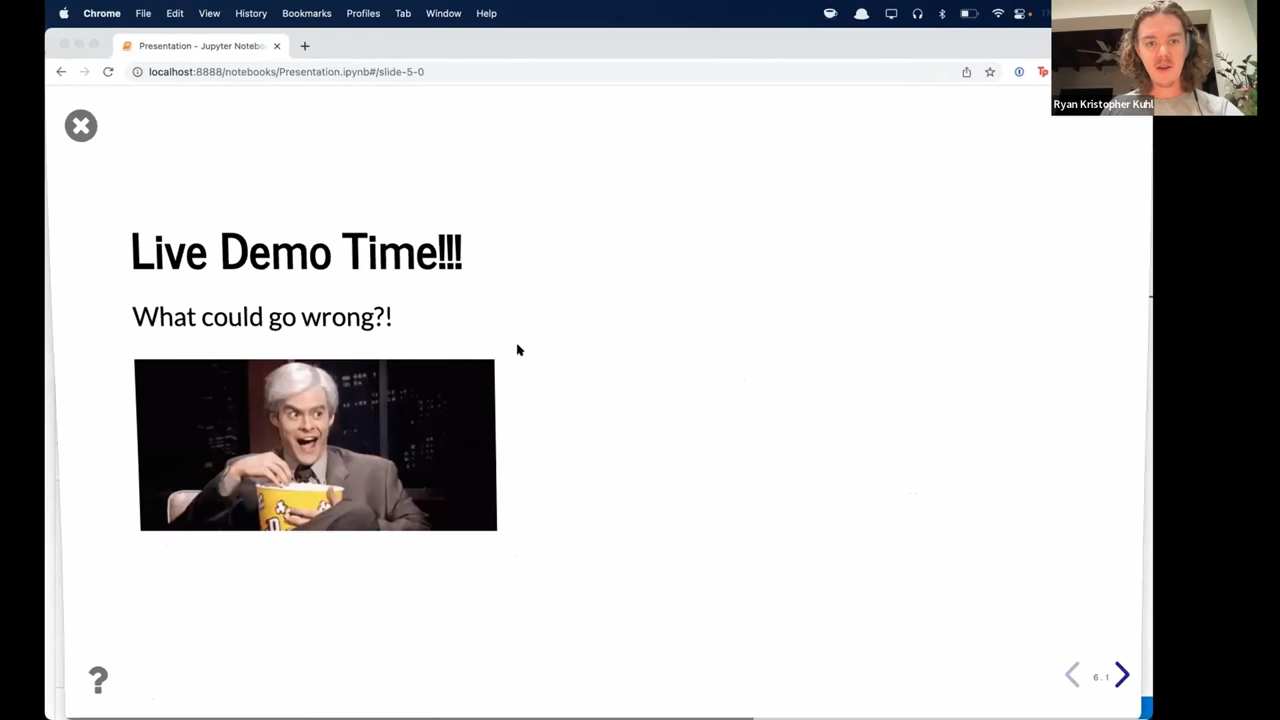 Chrome File Edit View History Bookmarks Profiles Tab Window Help
Presentation - Jupyter Notebo
localhost:8888/notebooks/Presentation.ipynb#/slide-5-0
Tp
Ryan Kristopher Kuhl
Live Demo Time!!!
What could go wrong?!
?
6.1